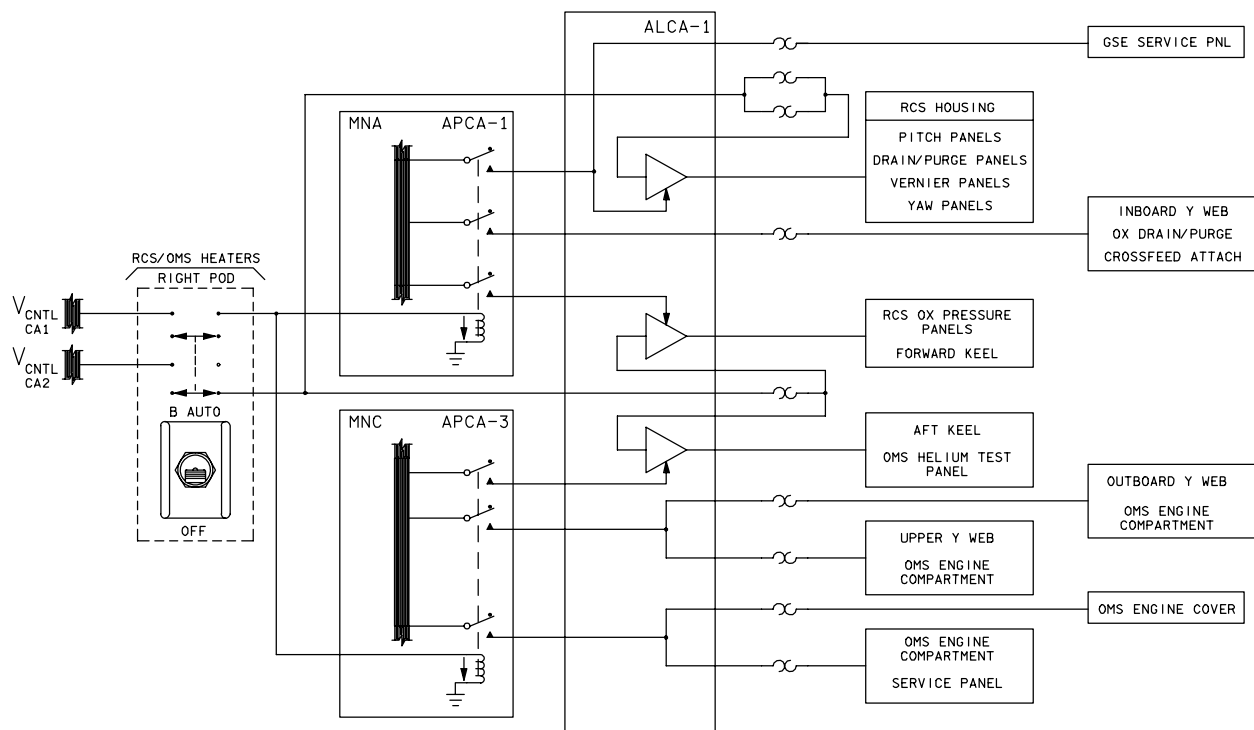 ALCA-1
GSE SERVICE PNL
MNA
APCA-1
RCS HOUSING
PITCH PANELS
DRAIN/PURGE PANELS
VERNIER PANELS
YAW PANELS
INBOARD Y WEB
OX DRAIN/PURGE
CROSSFEED ATTACH
RCS/OMS HEATERS
RIGHT POD
VCNTL
CA1
VCNTL
CA2
B AUTO
OFF
RCS OX PRESSURE
PANELS
FORWARD KEEL
MNC
APCA-3
AFT KEEL
OMS HELIUM TEST
PANEL
OUTBOARD Y WEB
OMS ENGINE
COMPARTMENT
UPPER Y WEB
OMS ENGINE
COMPARTMENT
OMS ENGINE COVER
OMS ENGINE
COMPARTMENT
SERVICE PANEL